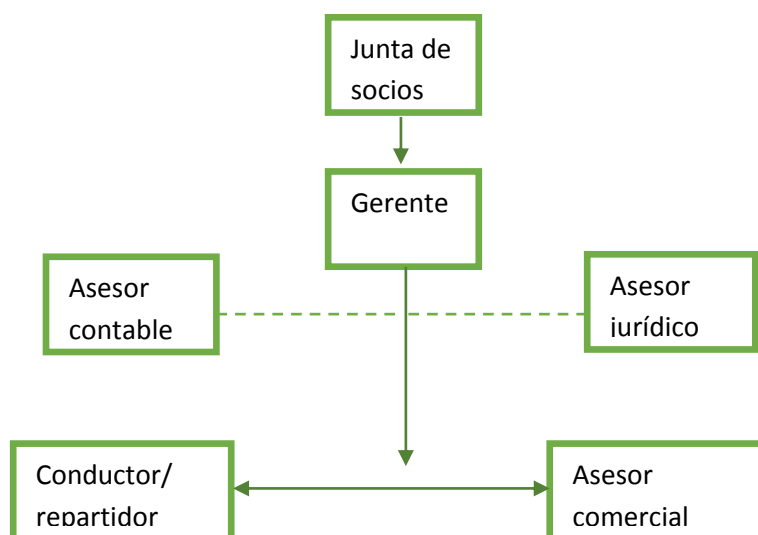 Junta de
socios
Gerente
Asesor
contable
Asesor
jurídico
Conductor/
repartidor
Asesor
comercial